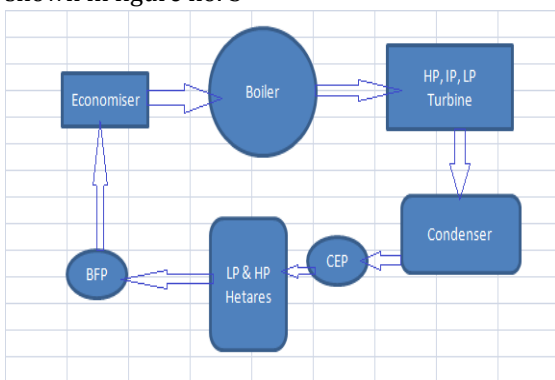 Economiser
Boiler
HP, IP, LP
Turbine
Condenser
CEP
LP & HP
Hetares
BFP